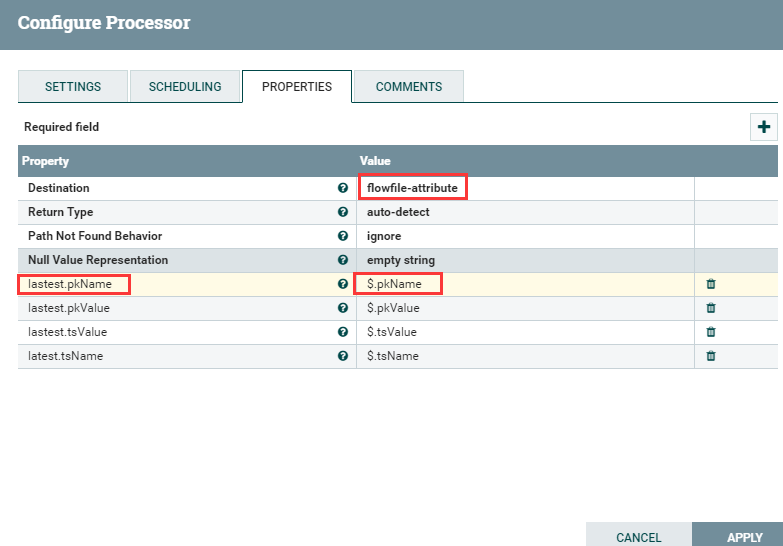 Configure Processor
SETTINGS SCHEDULING PROPERTIES COMMENTS
Required field
Property Value
Destination flowfile-attribute
Return Type auto-detect
Path Not Found Behavior ignore
Null Value Representation empty string
lastest.pkName $.pkName
lastest.pkValue $.pkValue
lastest.tsValue $.tsValue
latest.tsName $.tsName
CANCEL APPLY